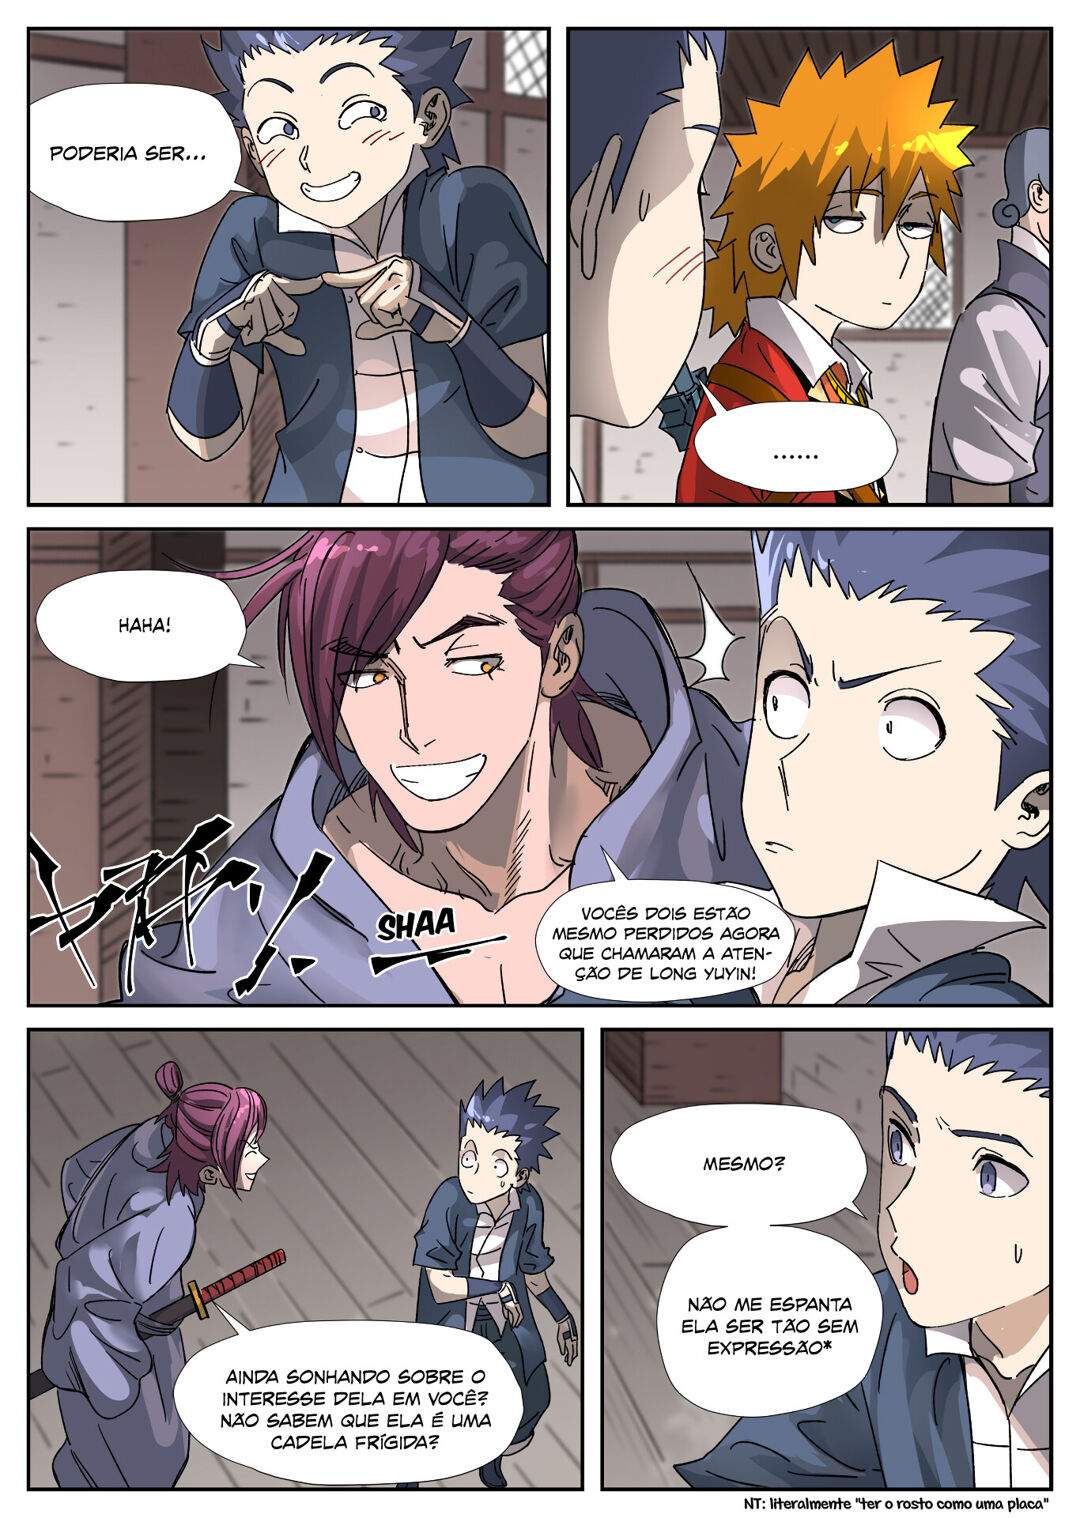 PODERIA SER...
......
HAHA!
SHAA
VOCÊS DOIS ESTÃO
MESMO PERDIDOS AGORA
QUE CHAMARAM A ATEN-
ÇÃO DE LONG YUYIN!
AINDA SONHANDO SOBRE O
INTERESSE DELA EM VOCÊ?
NÃO SABEM QUE ELA É UMA
CADELA FRÍGIDA?
MESMO?
NÃO ME ESPANTA
ELA SER TÃO SEM
EXPRESSÃO*
NT: literalmente "ter o rosto como uma placa"